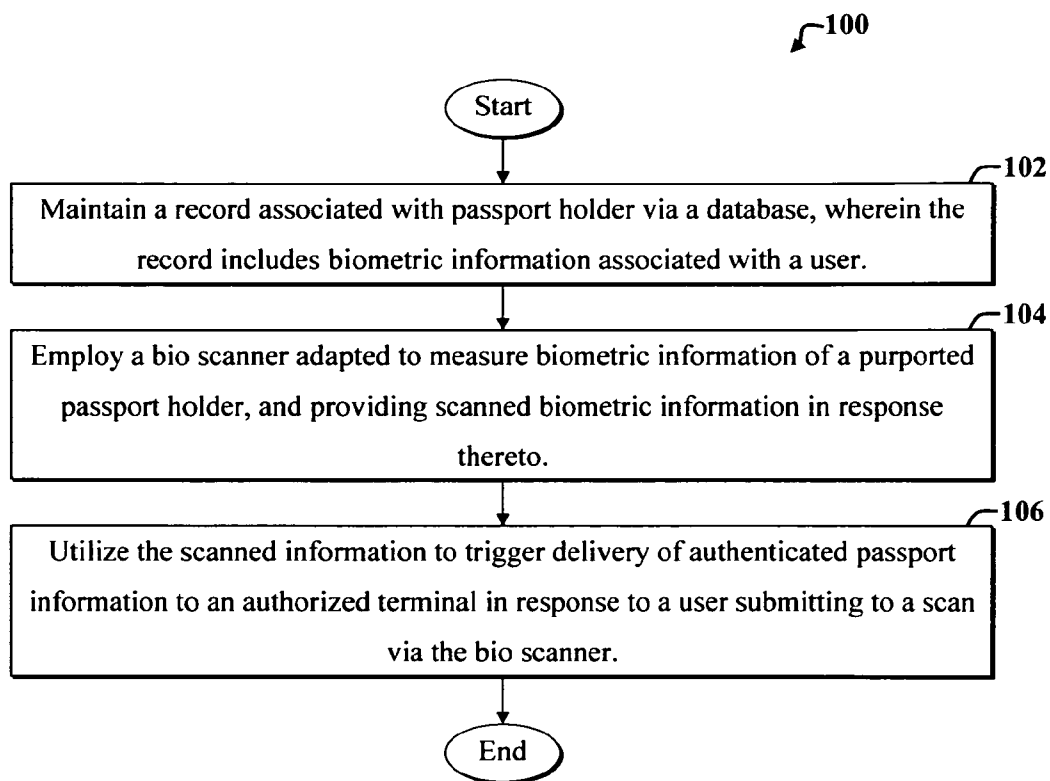 100
Start
102
Maintain a record associated with passport holder via a database, wherein the
record includes biometric information associated with a user.
104
Employ a bio scanner adapted to measure biometric information of a purported
passport holder, and providing scanned biometric information in response
thereto.
106
Utilize the scanned information to trigger delivery of authenticated passport
information to an authorized terminal in response to a user submitting to a scan
via the bio scanner.
End